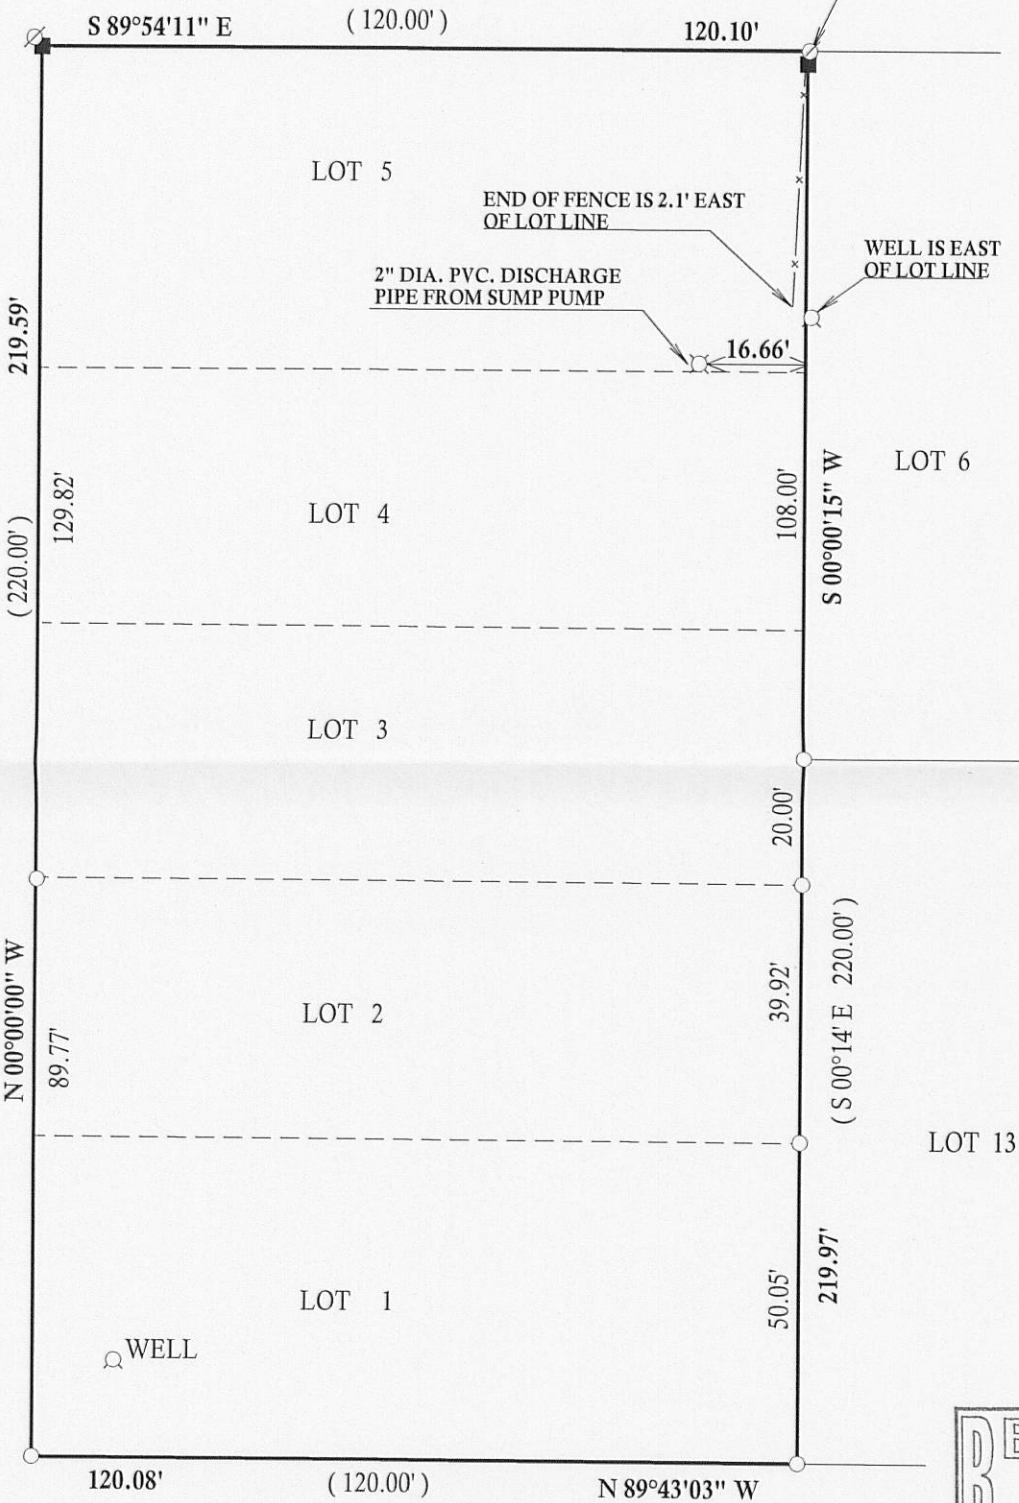 S 89°54'11" E
( 120.00' )
120.10'
LOT 5
END OF FENCE IS 2.1' EAST
OF LOT LINE
WELL IS EAST
OF LOT LINE
2" DIA. PVC. DISCHARGE
PIPE FROM SUMP PUMP
16.66'
219.59'
LOT 6
129.82'
LOT 4
108.00'
S 00°00'15" W
( 220.00' )
LOT 3
20.00'
N 00°00'00" W
89.77'
LOT 2
39.92'
( S 00°14' E 220.00' )
LOT 13
LOT 1
50.05'
219.97'
WELL
120.08'
( 120.00' )
N 89°43'03" W